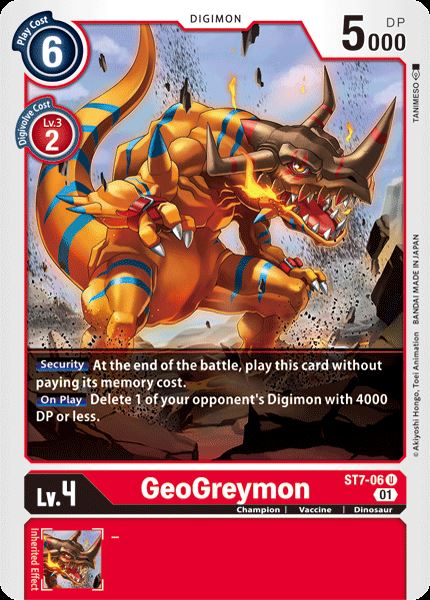 Play Cost
6
DIGIMON
DP
5000
Digivolve Cost
Lv.3
2
TANIMESO
©Akiyoshi Hongo, Toei Animation BANDAI MADE IN JAPAN
Security At the end of the battle, play this card without
paying its memory cost.
On Play Delete 1 of your opponent's Digimon with 4000
DP or less.
ST7-06 U
Lv.4 GeoGreymon 01
Champion | Vaccine | Dinosaur
Inherited Effect
–